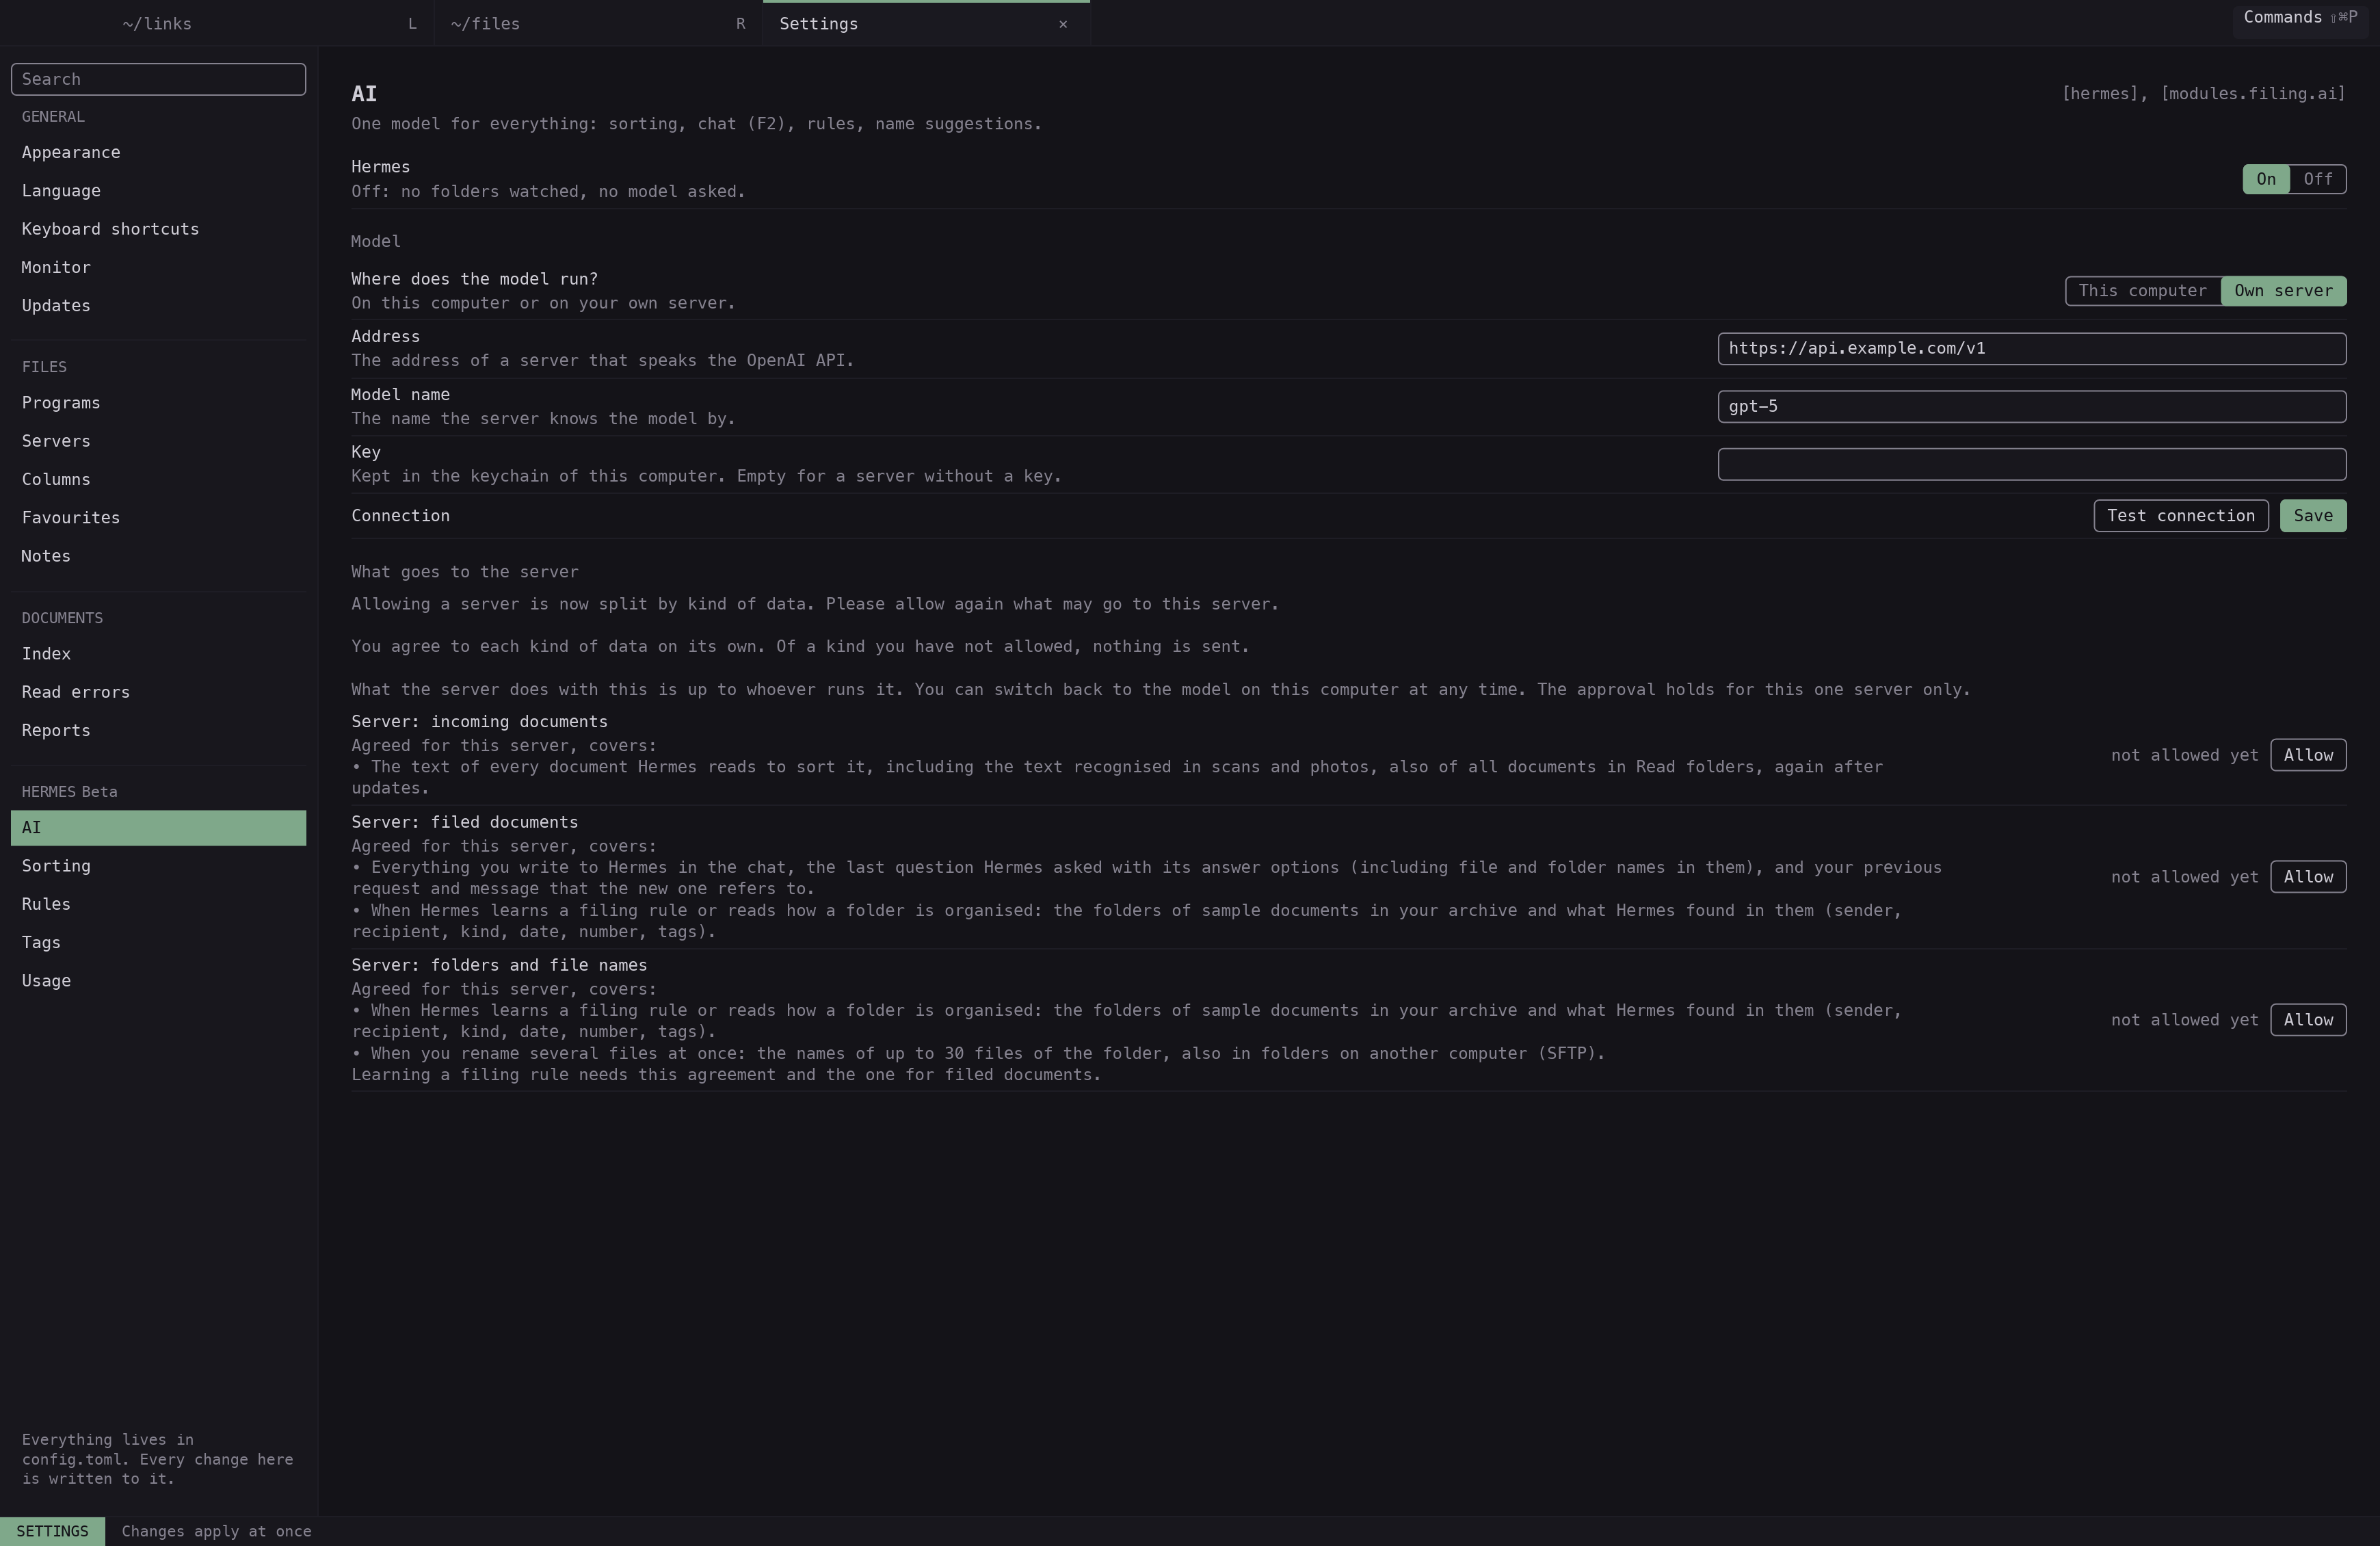 ~/links L ~/files R Settings × Commands ⇧⌘P
Search
GENERAL
Appearance
Language
Keyboard shortcuts
Monitor
Updates
FILES
Programs
Servers
Columns
Favourites
Notes
DOCUMENTS
Index
Read errors
Reports
HERMES Beta
AI
Sorting
Rules
Tags
Usage
Everything lives in
config.toml. Every change here
is written to it.
AI [hermes], [modules.filing.ai]
One model for everything: sorting, chat (F2), rules, name suggestions.
Hermes
Off: no folders watched, no model asked.
On Off
Model
Where does the model run?
On this computer or on your own server.
This computer Own server
Address
The address of a server that speaks the OpenAI API.
https://api.example.com/v1
Model name
The name the server knows the model by.
gpt-5
Key
Kept in the keychain of this computer. Empty for a server without a key.
Connection Test connection Save
What goes to the server
Allowing a server is now split by kind of data. Please allow again what may go to this server.
You agree to each kind of data on its own. Of a kind you have not allowed, nothing is sent.
What the server does with this is up to whoever runs it. You can switch back to the model on this computer at any time. The approval holds for this one server only.
Server: incoming documents
Agreed for this server, covers:
• The text of every document Hermes reads to sort it, including the text recognised in scans and photos, also of all documents in Read folders, again after
updates.
not allowed yet Allow
Server: filed documents
Agreed for this server, covers:
• Everything you write to Hermes in the chat, the last question Hermes asked with its answer options (including file and folder names in them), and your previous
request and message that the new one refers to.
• When Hermes learns a filing rule or reads how a folder is organised: the folders of sample documents in your archive and what Hermes found in them (sender,
recipient, kind, date, number, tags).
not allowed yet Allow
Server: folders and file names
Agreed for this server, covers:
• When Hermes learns a filing rule or reads how a folder is organised: the folders of sample documents in your archive and what Hermes found in them (sender,
recipient, kind, date, number, tags).
• When you rename several files at once: the names of up to 30 files of the folder, also in folders on another computer (SFTP).
Learning a filing rule needs this agreement and the one for filed documents.
not allowed yet Allow
SETTINGS Changes apply at once